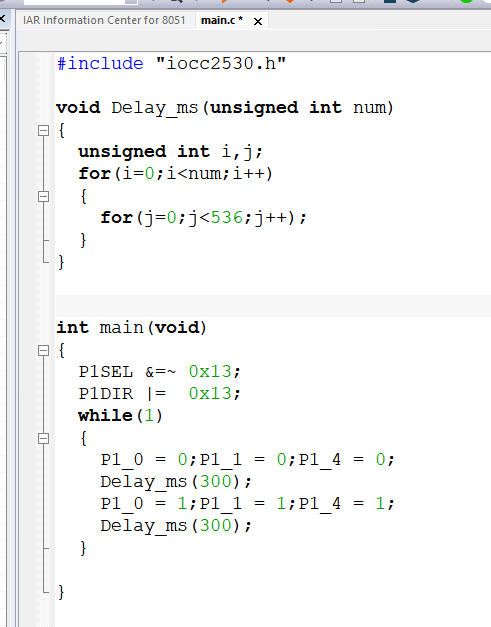 IAR Information Center for 8051 main.c * x
#include "iocc2530.h"
void Delay_ms(unsigned int num)
{
unsigned int i,j;
for(i=0;i<num;i++)
{
for(j=0;j<536;j++);
}
}
int main(void)
{
P1SEL &=~ 0x13;
P1DIR |=  0x13;
while(1)
{
P1_0 = 0;P1_1 = 0;P1_4 = 0;
Delay_ms(300);
P1_0 = 1;P1_1 = 1;P1_4 = 1;
Delay_ms(300);
}
}